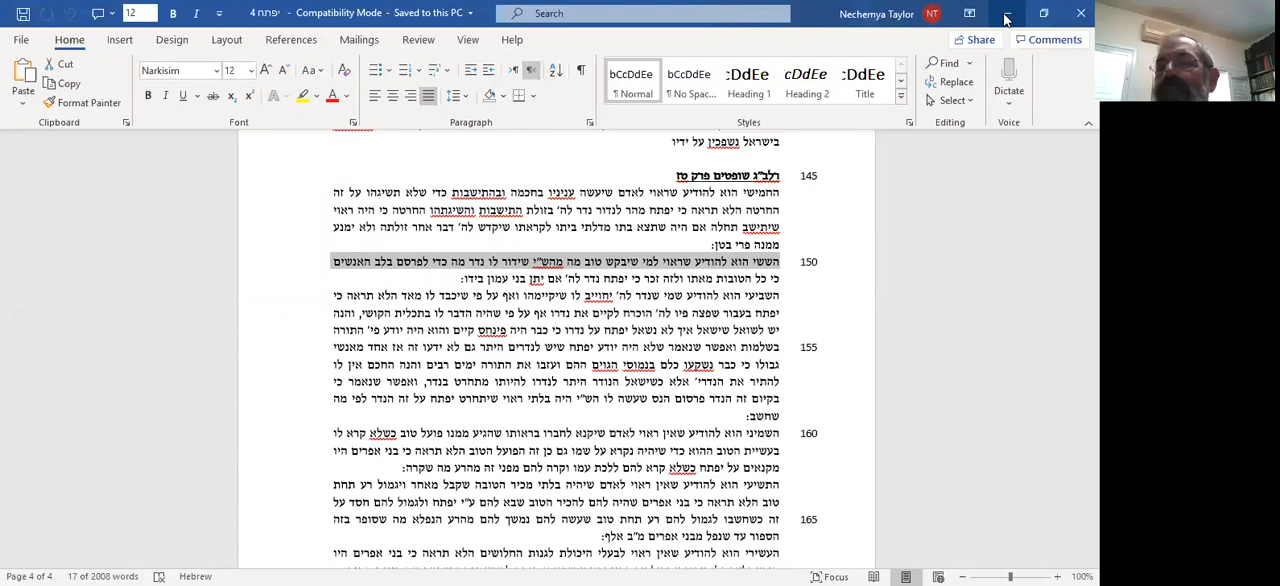 12
B I
יפתח 4 - Compatibility Mode - Saved to this PC
Search
Nechemya Taylor NT
File Home Insert Design Layout References Mailings Review View Help
Share Comments
Paste
Cut
Copy
Format Painter
Clipboard
Markisim 12
Aa
B I U ab x₂ x²
Font
Paragraph
bCcDdEe
¶ Normal
bCcDdEe
¶ No Spac...
:DdEe
Heading 1
cDdEe
Heading 2
:DdEe
Title
Styles
Find
Replace
Select
Editing
Dictate
Voice
בישראל נשפכין על ידיו
רלב"ג שופטים פרק טז 145
החמישי הוא להודיע שראוי לאדם שיעשה עניניו בחכמה ובהתישבות כדי שלא תשיגהו על זה
החרטה הלא תראה כי יפתח מהר לנדור נדר לה' בזולת התישבות והשיגתהו החרטה כי היה ראוי
שיתישב תחלה אם היה שתצא בתו מדלתי ביתו לקראתו שיקדש לה' דבר אחר זולתה ולא ימנע
ממנה פרי בטן:
הששי הוא להודיע שראוי למי שיבקש טוב מה מהש"י שידור לו נדר מה כדי לפרסם בלב האנשים 150
כי כל הטובות מאתו ולזה זכר כי יפתח נדר לה' אם יתן בני עמון בידו:
השביעי הוא להודיע שמי שנדר לה' יחוייב לו שיקיימהו ואף על פי שיכבד לו מאד הלא תראה כי
יפתח בעבור שפצה פיו לה' הוכרח לקיים את נדרו אף על פי שהיה הדבר לו בתכלית הקושי, והנה
יש לשואל שישאל איך לא נשאל יפתח על נדרו כי כבר היה פינחס קיים והוא היה יודע פי' התורה
בשלמות ואפשר שנאמר שלא היה יודע יפתח שיש לנדרים היתר גם לא ידעו זה אז אחד מאנשי 155
גבולו כי כבר נשקעו כלם בנמוסי הגוים ההם ועזבו את התורה ימים רבים והנה החכם אין לו
להתיר את הנדרי' אלא כשישאל הנודר היתר לנדרו להיותו מתחרט בנדר, ואפשר שנאמר כי
בקיום זה הנדר פרסום הנס שעשה לו הש"י היה בלתי ראוי שיתחרט יפתח על זה הנדר לפי מה
שחשב:
השמיני הוא להודיע שאין ראוי לאדם שיקנא לחברו בראותו שהגיע ממנו פועל טוב כשלא קרא לו 160
בעשיית הטוב ההוא כדי שיהיה נקרא על שמו גם כן זה הפועל הטוב הלא תראה כי בני אפרים היו
מקנאים על יפתח כשלא קרא להם ללכת עמו וקרה להם מפני זה מהרע מה שקרה:
התשיעי הוא להודיע שאין ראוי לאדם שיהיה בלתי מכיר הטובה שקבל מאחר ויגמול רע תחת
טוב הלא תראה כי בני אפרים שהיה להם להכיר הטוב שבא להם ע"י יפתח ולגמול להם חסד על
זה כשחשבו לגמול להם רע תחת טוב שעשה להם נמשך להם מהרע הנפלא מה שסופר בזה 165
הספור עד שנפל מבני אפרים מ"ב אלף:
העשירי הוא להודיע שאין ראוי לבעלי היכולת לגנות החלושים הלא תראה כי בני אפרים היו
Page 4 of 4 17 of 2008 words Hebrew Focus 100%